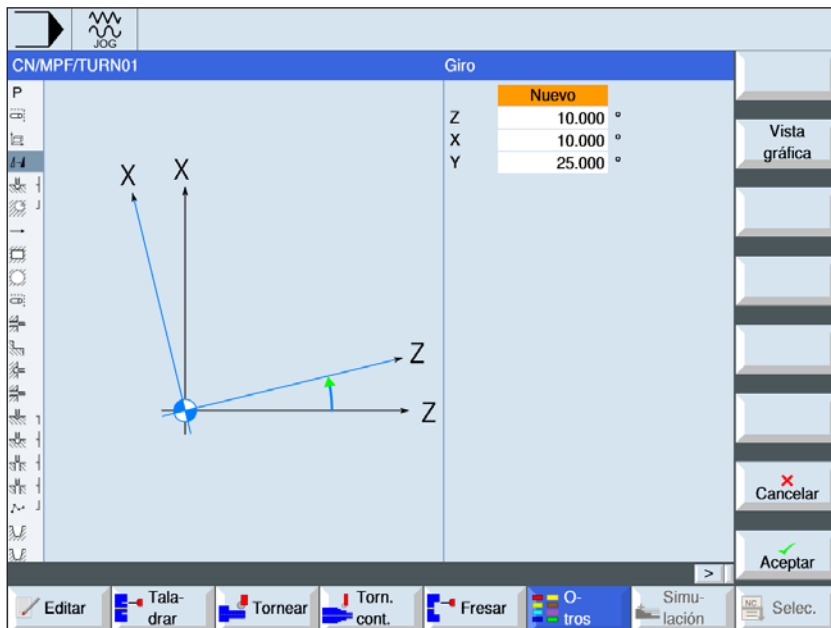 JOG
CN/MPF/TURN01
Giro
P
Nuevo
Z 10.000 °
X 10.000 °
Y 25.000 °
X X
Z
Z
Vista
gráfica
Cancelar
Aceptar
>
Editar
Tala-
drar
Tornear
Torn.
cont.
Fresar
O-
tros
Simu-
lación
NC
Selec.